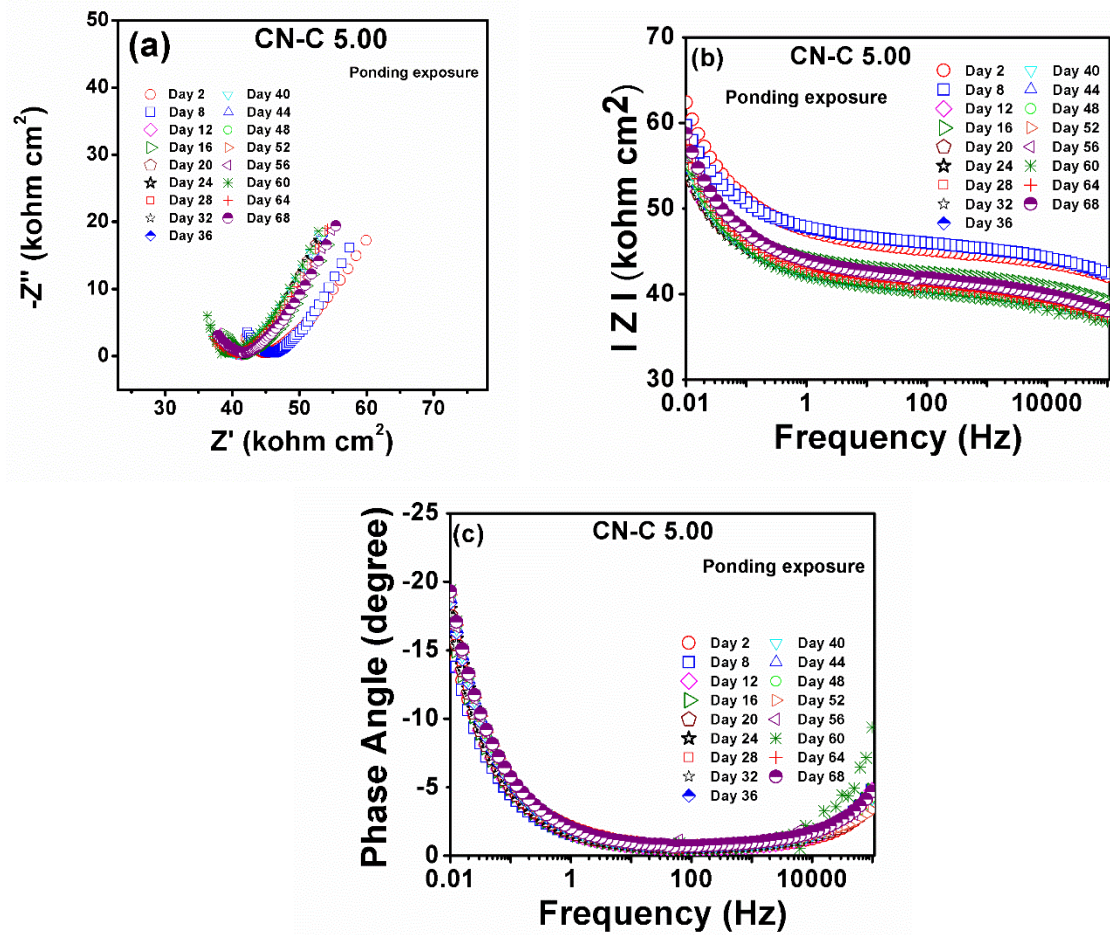 (a)
CN-C 5.00
Ponding exposure
Day 2 Day 40
Day 8 Day 44
Day 12 Day 48
Day 16 Day 52
Day 20 Day 56
Day 24 Day 60
Day 28 Day 64
Day 32 Day 68
Day 36
50
40
30
20
10
0
-Z'' (kohm cm2)
30 40 50 60 70
Z' (kohm cm2)
(b)
CN-C 5.00
Ponding exposure
Day 2 Day 40
Day 8 Day 44
Day 12 Day 48
Day 16 Day 52
Day 20 Day 56
Day 24 Day 60
Day 28 Day 64
Day 32 Day 68
Day 36
70
60
50
40
30
I Z I (kohm cm2)
0.01 1 100 10000
Frequency (Hz)
(c)
CN-C 5.00
Ponding exposure
Day 2 Day 40
Day 8 Day 44
Day 12 Day 48
Day 16 Day 52
Day 20 Day 56
Day 24 Day 60
Day 28 Day 64
Day 32 Day 68
Day 36
-25
-20
-15
-10
-5
0
Phase Angle (degree)
0.01 1 100 10000
Frequency (Hz)